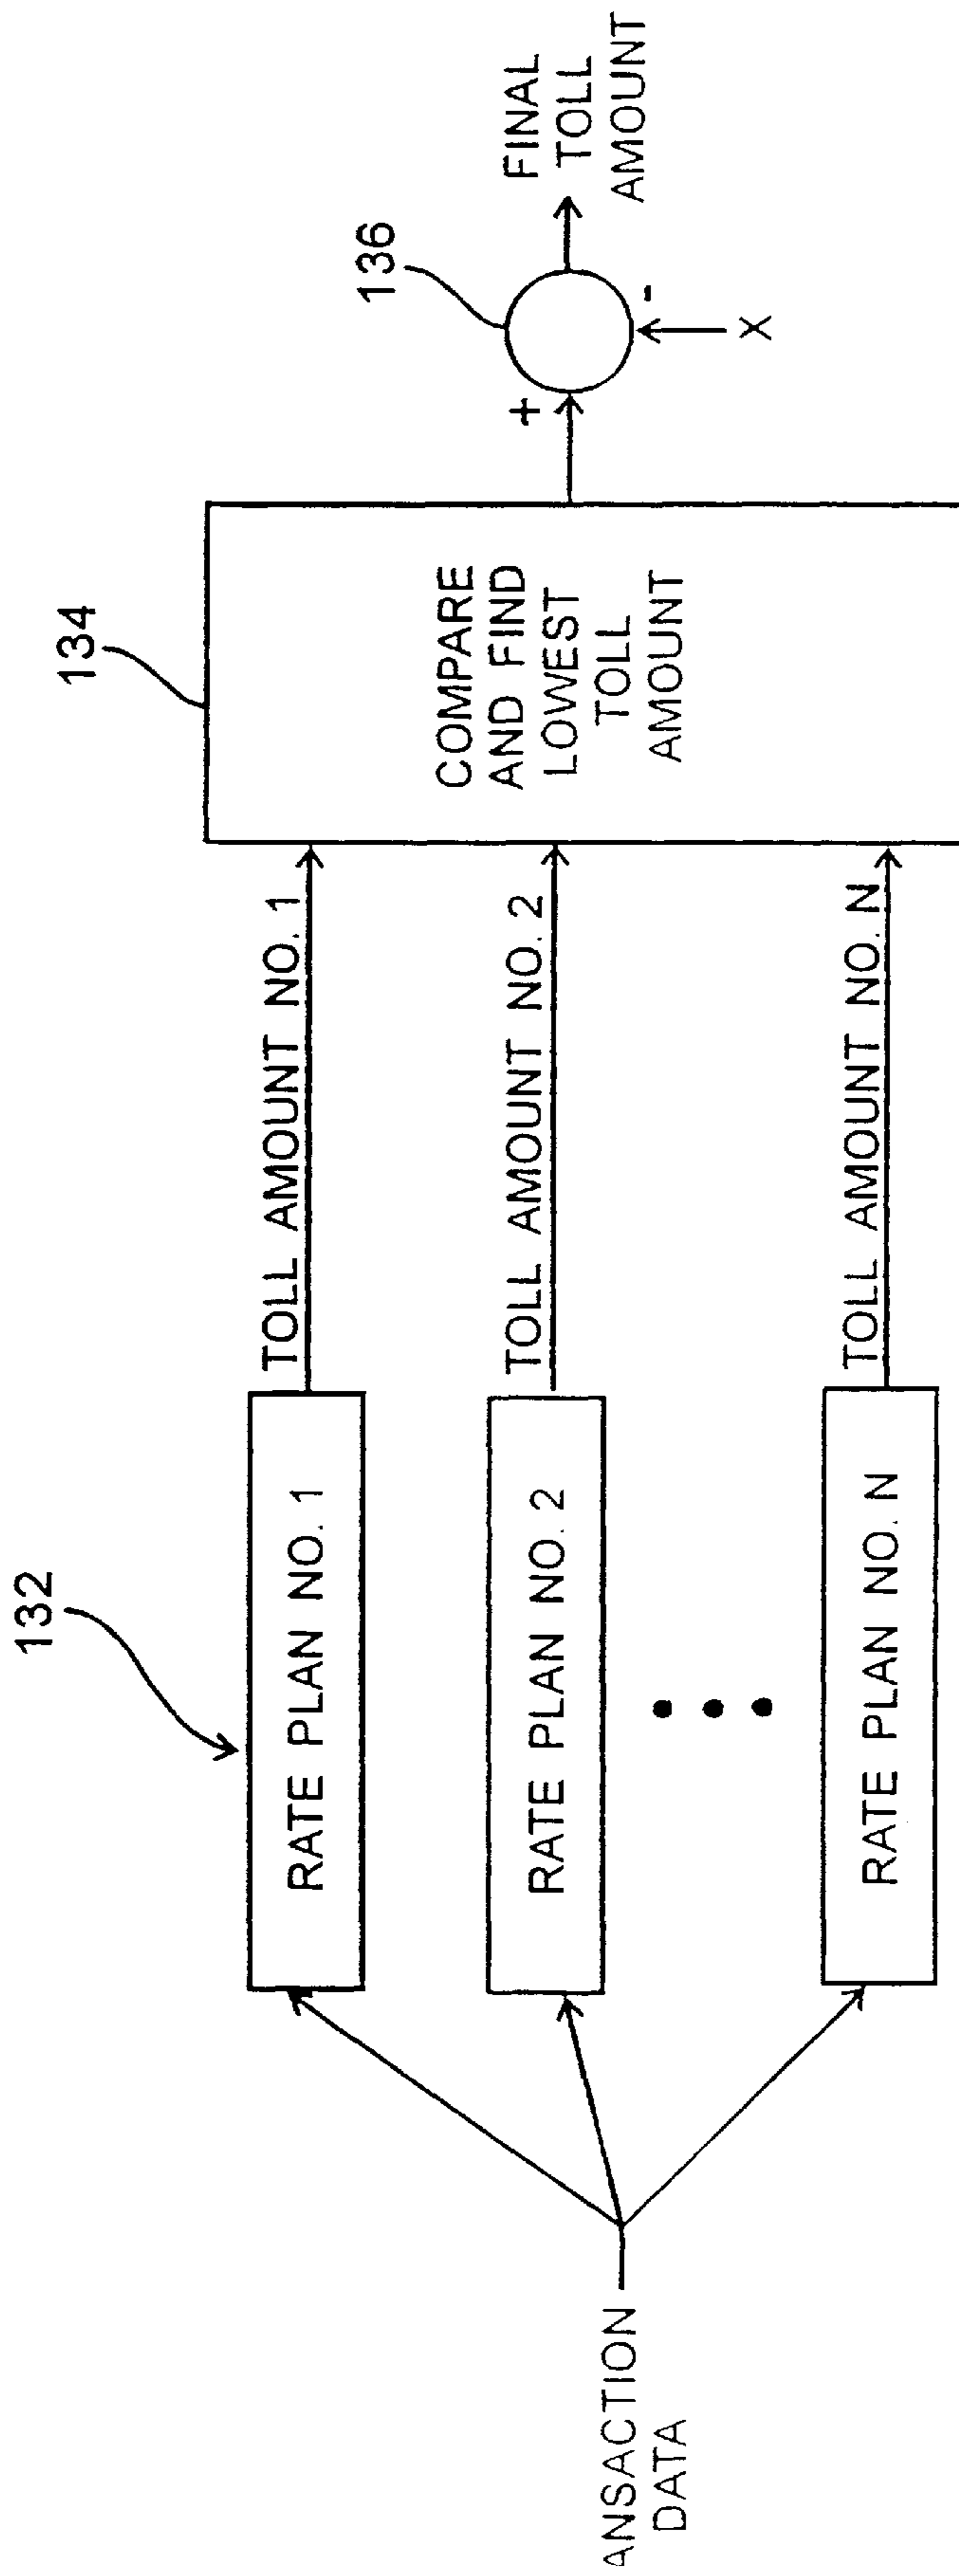 132
134
136
ANSACTION
DATA
RATE PLAN NO. 1
RATE PLAN NO. 2
RATE PLAN NO. N
TOLL AMOUNT NO. 1
TOLL AMOUNT NO. 2
TOLL AMOUNT NO. N
COMPARE
AND FIND
LOWEST
TOLL
AMOUNT
+
-
X
FINAL
TOLL
AMOUNT